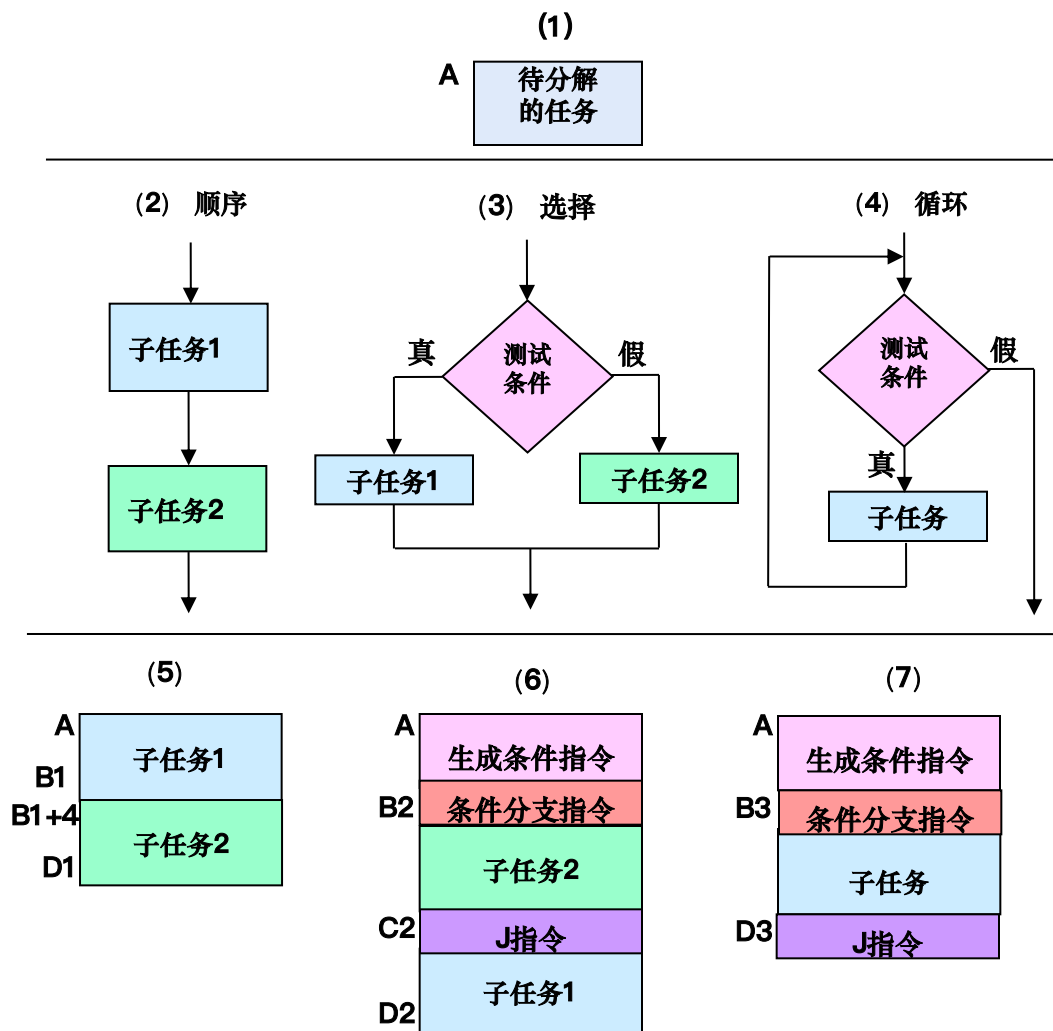 (1)
A
待分解
的任务
(2) 顺序
子任务1
子任务2
(3) 选择
测试
条件
真
假
子任务1
子任务2
(4) 循环
测试
条件
假
真
子任务
(5)
A
子任务1
B1
B1+4
子任务2
D1
(6)
A
生成条件指令
B2
条件分支指令
子任务2
C2
J指令
子任务1
D2
(7)
A
生成条件指令
B3
条件分支指令
子任务
D3
J指令